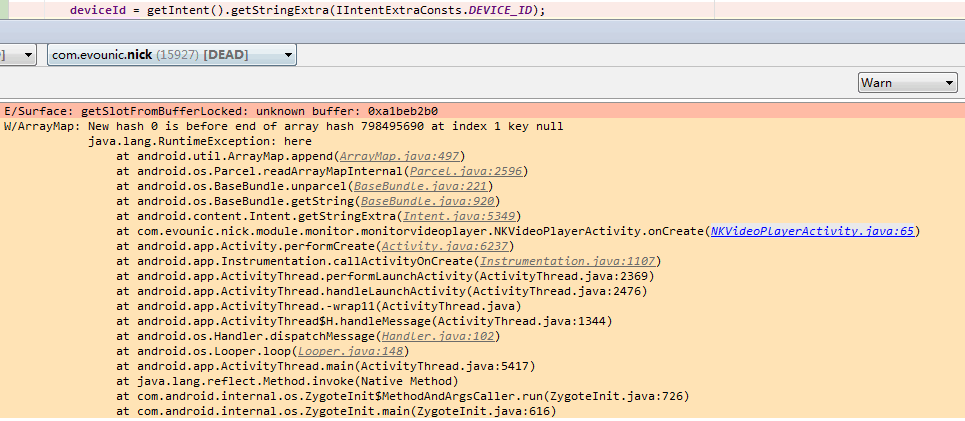 deviceId = getIntent().getStringExtra(IIntentExtraConsts.DEVICE_ID);
] com.evounic.nick (15927) [DEAD]
Warn
E/Surface: getSlotFromBufferLocked: unknown buffer: 0xa1beb2b0
W/ArrayMap: New hash 0 is before end of array hash 798495690 at index 1 key null
java.lang.RuntimeException: here
at android.util.ArrayMap.append(ArrayMap.java:497)
at android.os.Parcel.readArrayMapInternal(Parcel.java:2596)
at android.os.BaseBundle.unparcel(BaseBundle.java:221)
at android.os.BaseBundle.getString(BaseBundle.java:920)
at android.content.Intent.getStringExtra(Intent.java:5349)
at com.evounic.nick.module.monitor.monitorvideoplayer.NKVideoPlayerActivity.onCreate(NKVideoPlayerActivity.java:65)
at android.app.Activity.performCreate(Activity.java:6237)
at android.app.Instrumentation.callActivityOnCreate(Instrumentation.java:1107)
at android.app.ActivityThread.performLaunchActivity(ActivityThread.java:2369)
at android.app.ActivityThread.handleLaunchActivity(ActivityThread.java:2476)
at android.app.ActivityThread.-wrap11(ActivityThread.java)
at android.app.ActivityThread$H.handleMessage(ActivityThread.java:1344)
at android.os.Handler.dispatchMessage(Handler.java:102)
at android.os.Looper.loop(Looper.java:148)
at android.app.ActivityThread.main(ActivityThread.java:5417)
at java.lang.reflect.Method.invoke(Native Method)
at com.android.internal.os.ZygoteInit$MethodAndArgsCaller.run(ZygoteInit.java:726)
at com.android.internal.os.ZygoteInit.main(ZygoteInit.java:616)